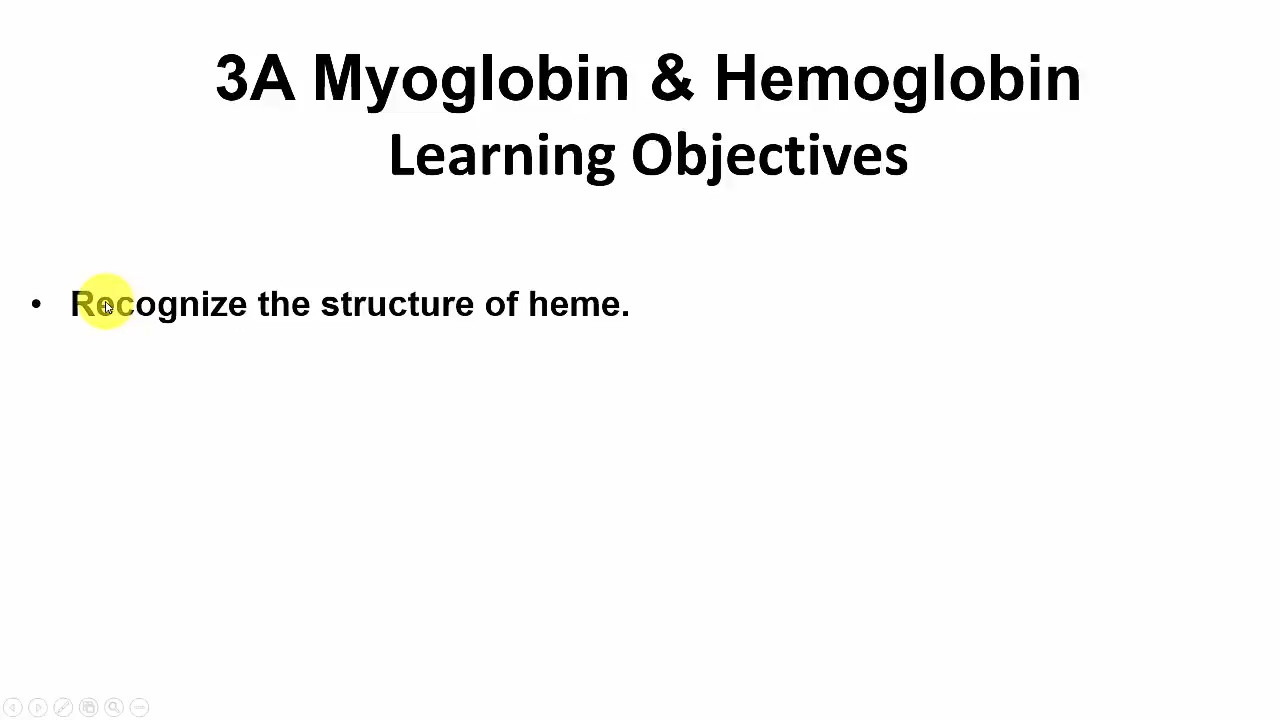 3A Myoglobin & Hemoglobin
Learning Objectives
• Recognize the structure of heme.